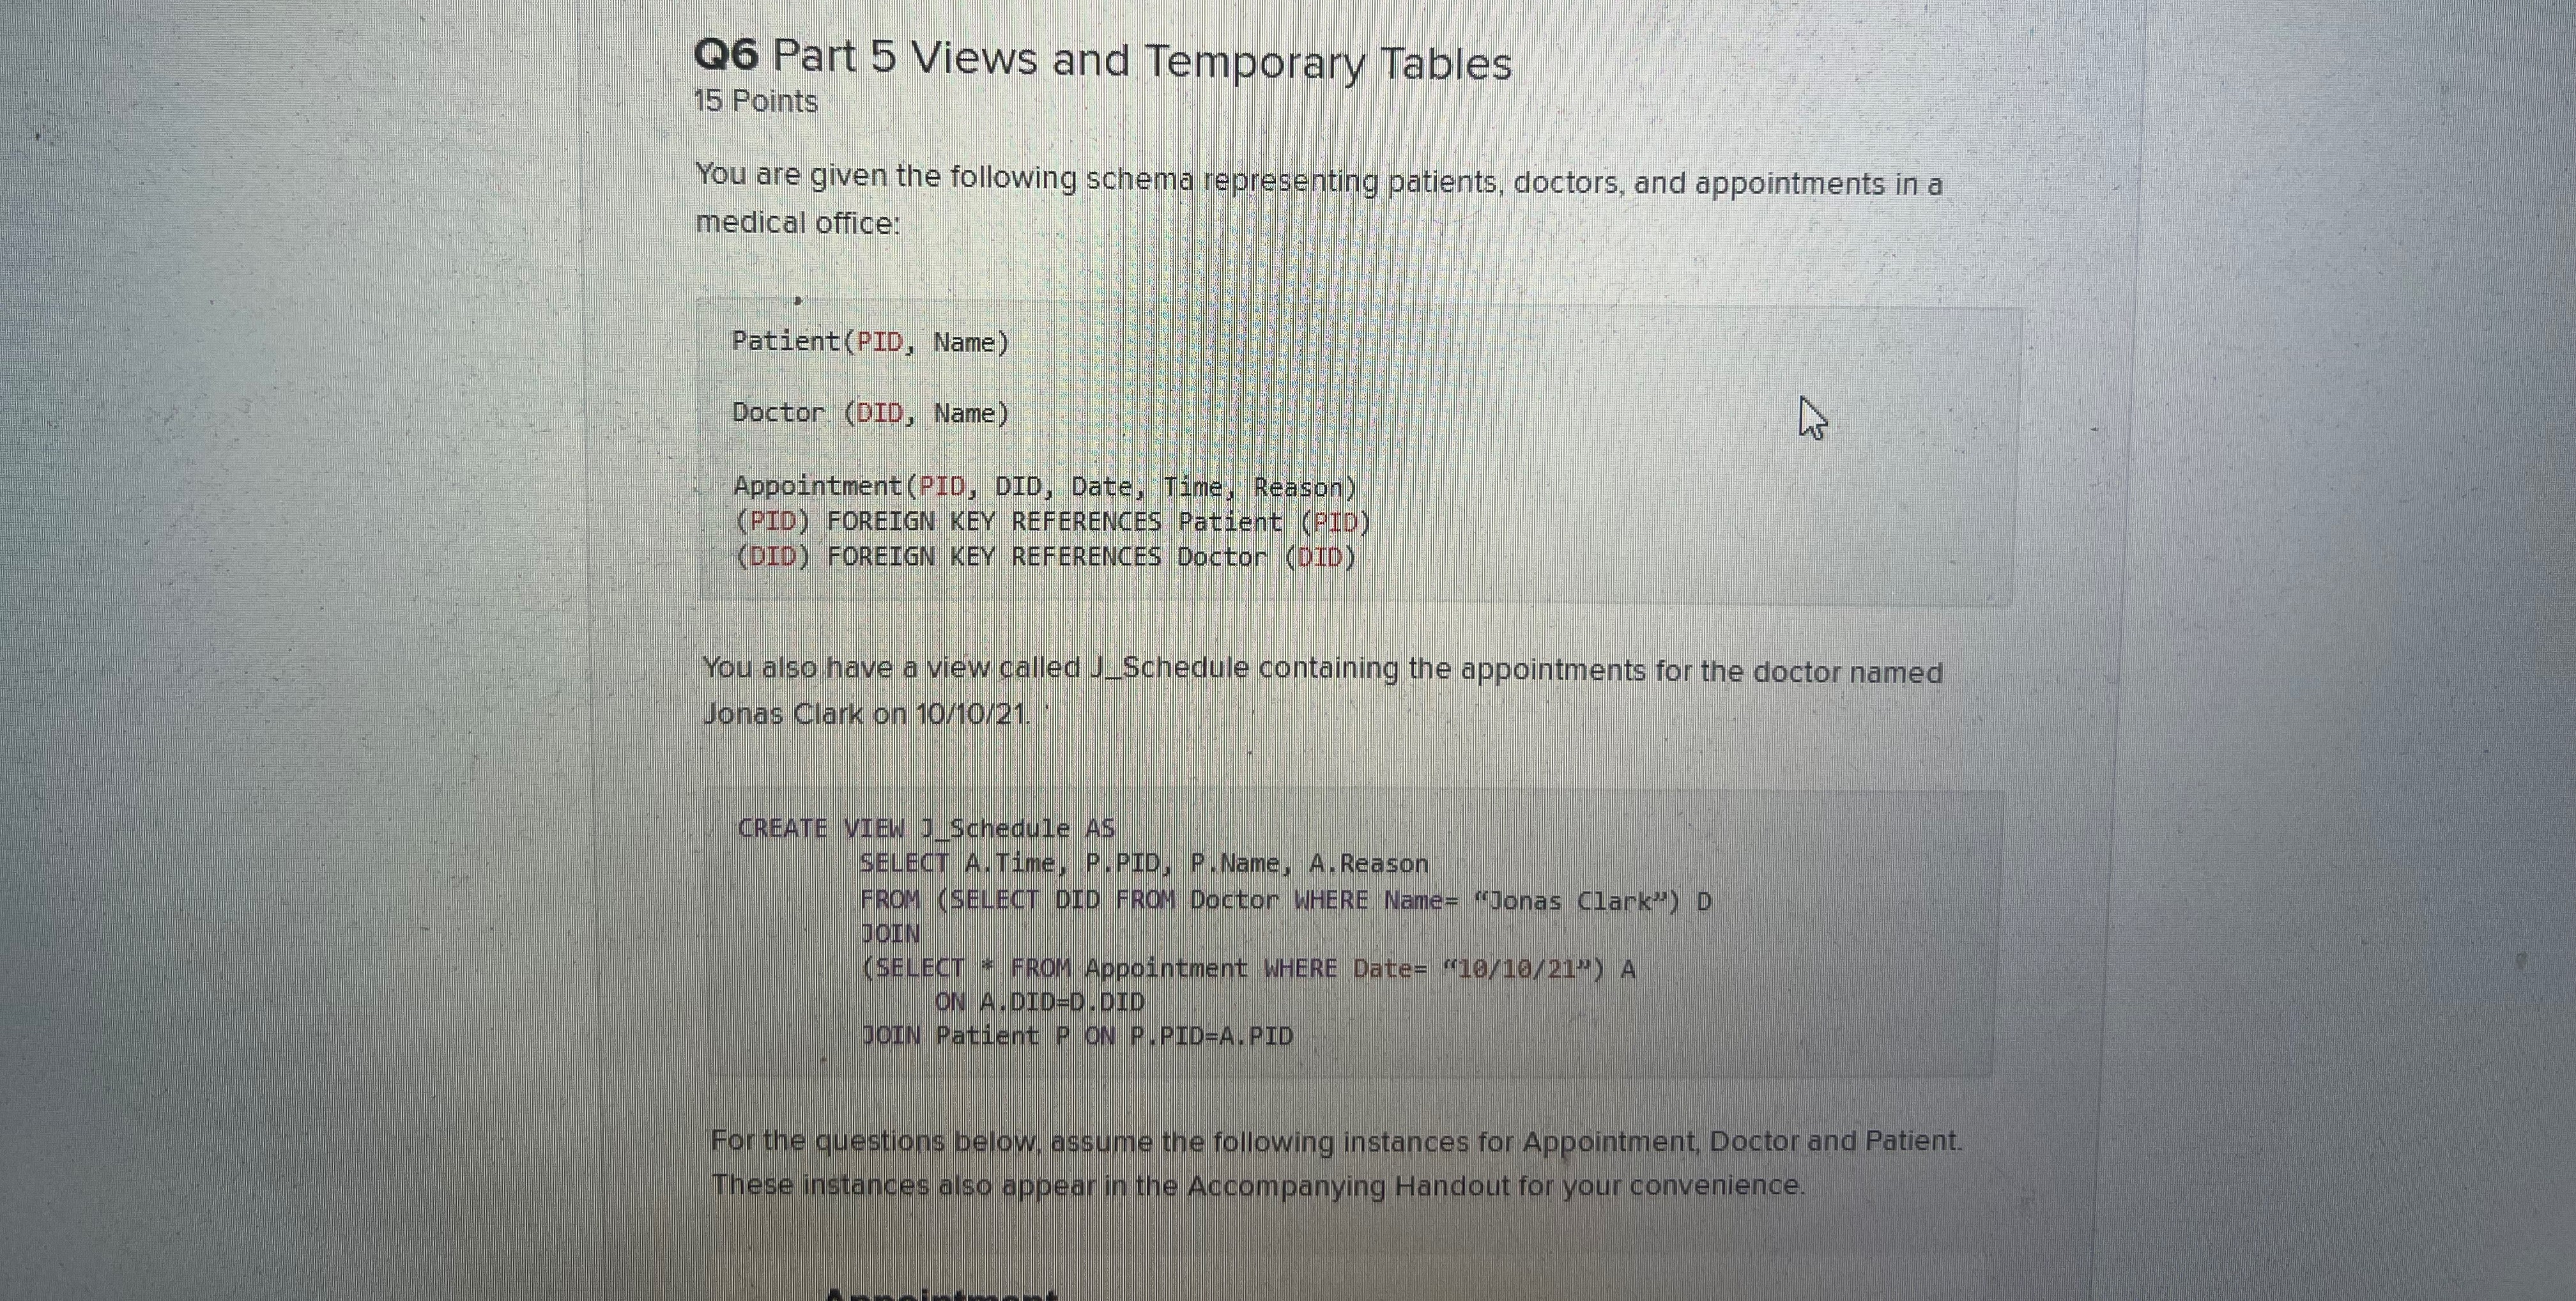 Q6 Part 5 Views and Temporary Tables
15 Points
You are given the following schema representing patients, doctors, and appointments in a
medical office:
Patient(PID, Name)
Doctor (DID, Name)
Appointment(PID, DID, Date, Time, Reason)
(PID) FOREIGN KEY REFERENCES Patient (PID)
(DID) FOREIGN KEY REFERENCES Doctor (DID)
You also have a view called J_Schedule containing the appointments for the doctor named
Jonas Clark on 10/10/21.
CREATE VIEW J_Schedule AS
SELECT A.Time, P.PID, P.Name, A.Reason
FROM (SELECT DID FROM Doctor WHERE Name= “Jonas Clark”) D
JOIN
(SELECT * FROM Appointment WHERE Date= “10/10/21”) A
ON A.DID=D.DID
JOIN Patient P ON P.PID=A.PID
For the questions below, assume the following instances for Appointment, Doctor and Patient.
These instances also appear in the Accompanying Handout for your convenience.
Appointment